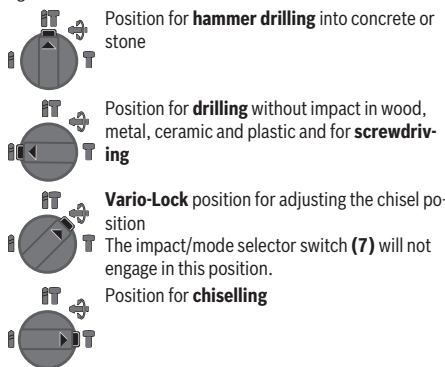 Position for hammer drilling into concrete or
stone
Position for drilling without impact in wood,
metal, ceramic and plastic and for screwdriv-
ing
Vario-Lock position for adjusting the chisel po-
sition
The impact/mode selector switch (7) will not
engage in this position.
Position for chiselling